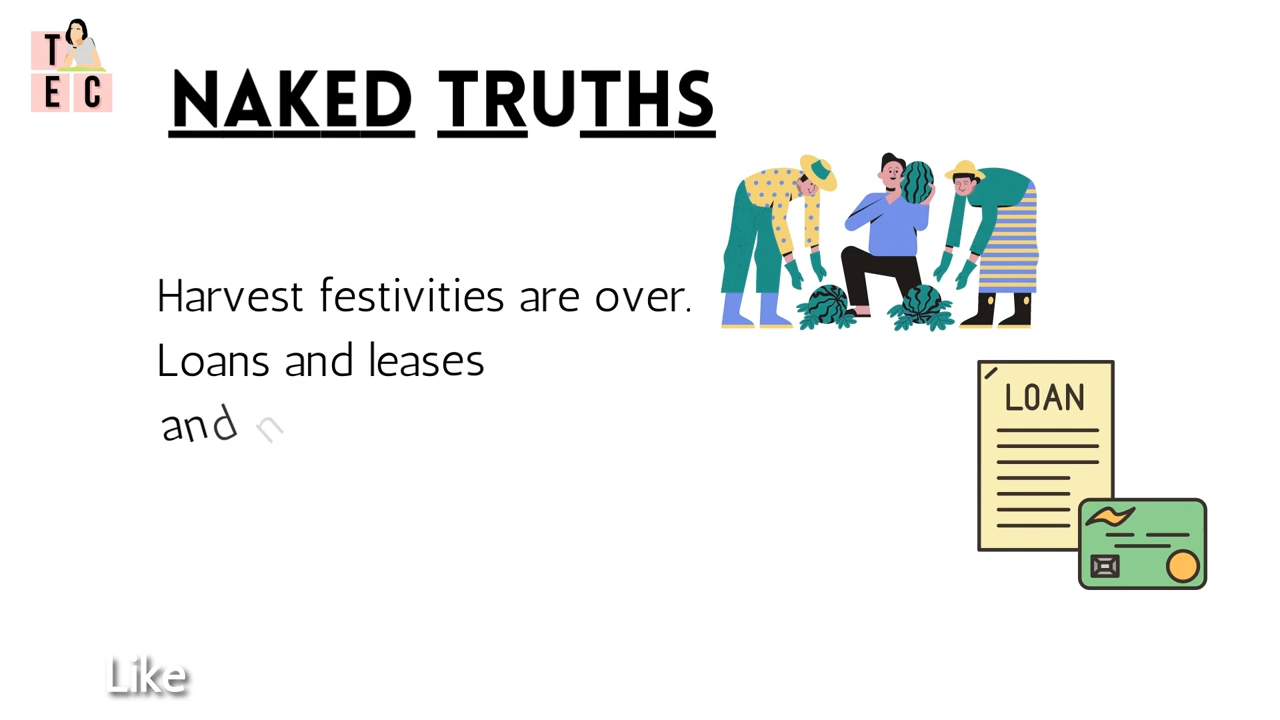 T
E C
NAKED TRUTHS
Harvest festivities are over.
Loans and leases
and n
LOAN
Like